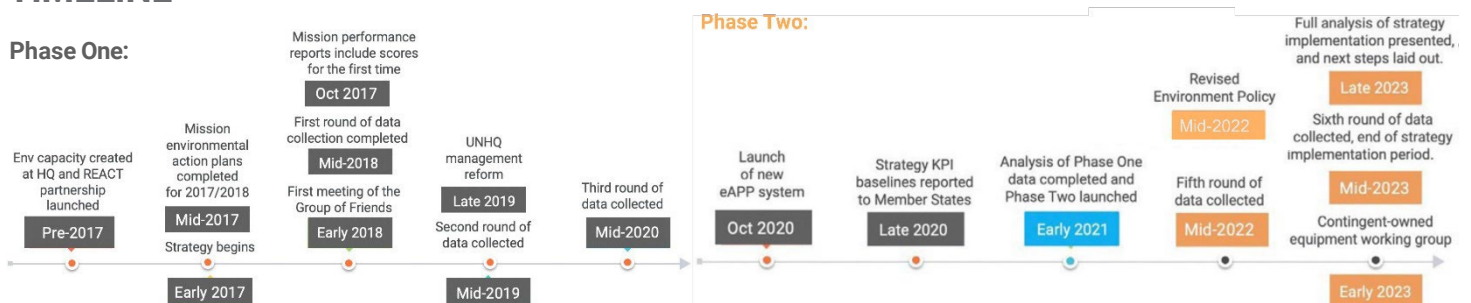 TIMELINE
Phase One:
Env capacity created
at HQ and REACT
partnership
launched
Pre-2017
Mission
environmental
action plans
completed
for 2017/2018
Mid-2017
Strategy begins
Early 2017
Mission performance
reports include scores
for the first time
Oct 2017
First round of data
collection completed
Mid-2018
First meeting of the
Group of Friends
Early 2018
UNHQ
management
reform
Late 2019
Second round of
data collected
Mid-2019
Third round of
data collected
Mid-2020
Phase Two:
Launch
of new
eAPP system
Oct 2020
Strategy KPI
baselines reported
to Member States
Late 2020
Analysis of Phase One
data completed and
Phase Two launched
Early 2021
Revised
Environment Policy
Mid-2022
Fifth round of
data collected
Mid-2022
Full analysis of strategy
implementation presented,
and next steps laid out.
Late 2023
Sixth round of data
collected, end of strategy
implementation period.
Mid-2023
Contingent-owned
equipment working group
Early 2023